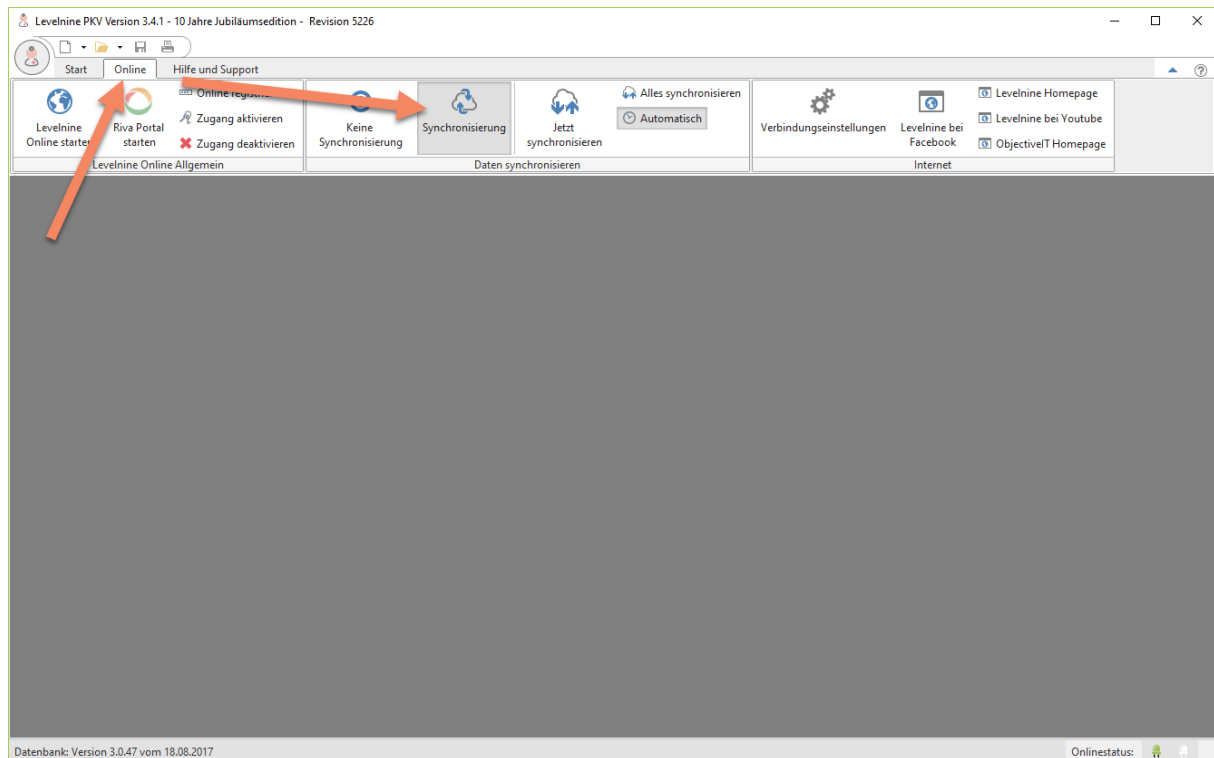 Levelnine PKV Version 3.4.1 - 10 Jahre Jubiläumsedition - Revision 5226
Start Online Hilfe und Support
Levelnine
Online starten
Riva Portal
starten
Online
Zugang aktivieren
Zugang deaktivieren
Levelnine Online Allgemein
Keine
Synchronisierung
Synchronisierung
Jetzt
synchronisieren
Alles synchronisieren
Automatisch
Daten synchronisieren
Verbindungseinstellungen
Levelnine bei
Facebook
Levelnine Homepage
Levelnine bei Youtube
ObjectiveIT Homepage
Internet
Datenbank: Version 3.0.47 vom 18.08.2017
Onlinestatus: